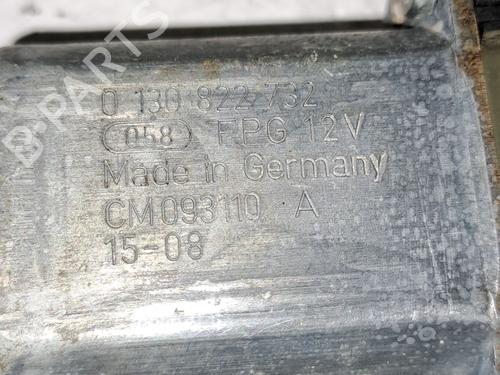 0 130 822 732
058 FPG 12V
Made in Germany
CM093110 A
15-08
B-PARTS